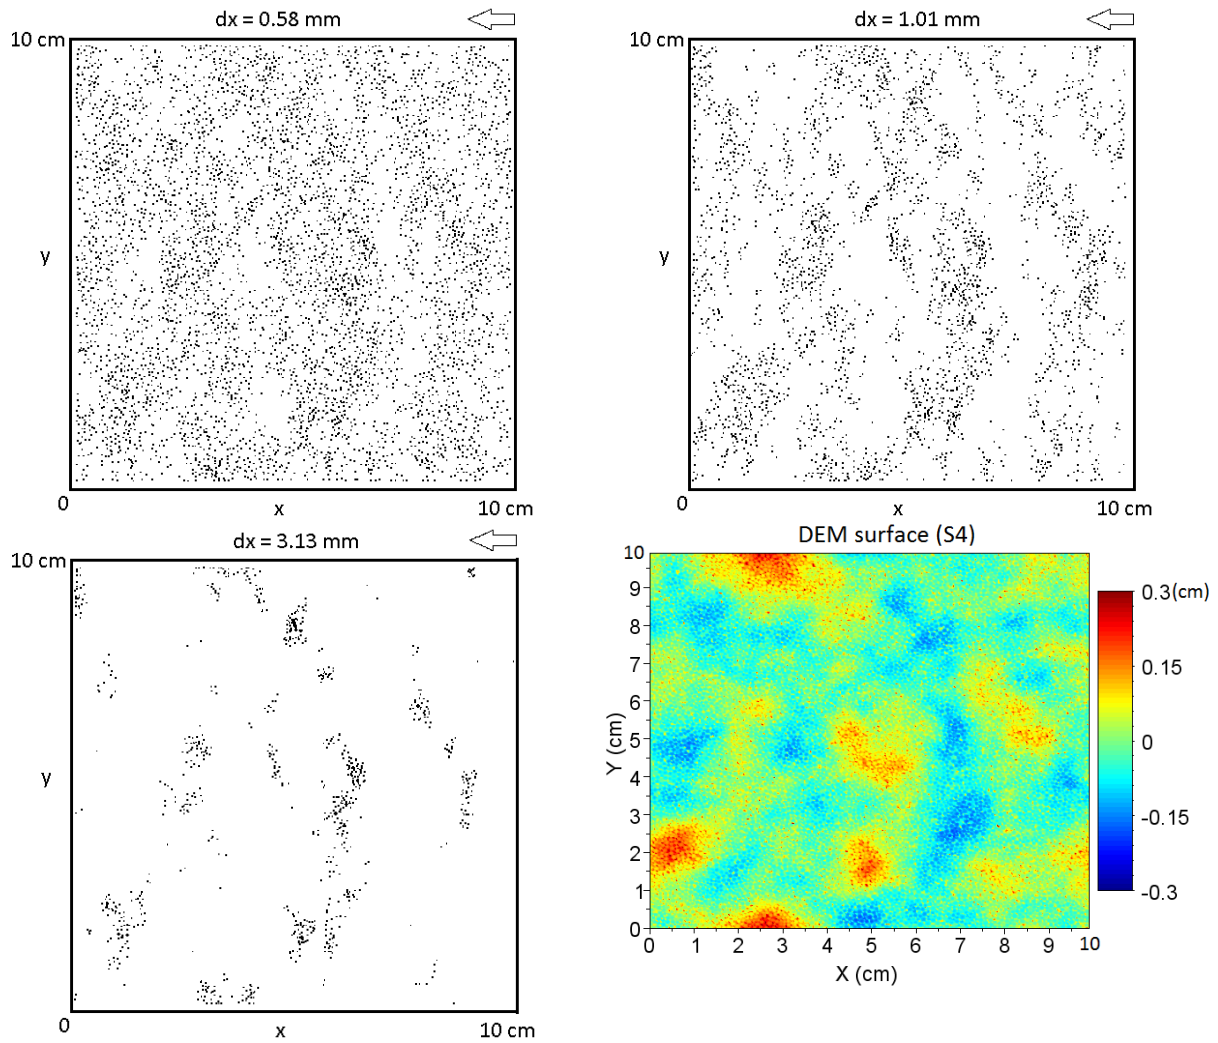 dx = 0.58 mm
10 cm
y
0
x
10 cm
dx = 1.01 mm
10 cm
y
0
x
10 cm
dx = 3.13 mm
10 cm
y
0
x
10 cm
DEM surface (S4)
10
9
8
7
6
5
4
3
2
1
0
Y (cm)
0 1 2 3 4 5 6 7 8 9 10
X (cm)
0.3(cm)
0.15
0
-0.15
-0.3